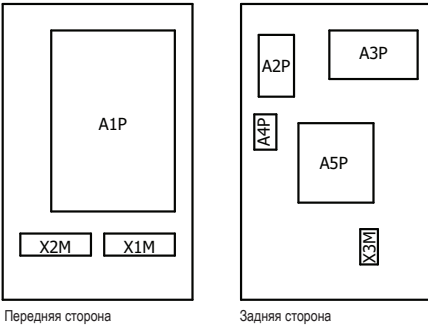 A1P
X2M X1M
Передняя сторона
A2P A3P
A4P
A5P
X3M
Задняя сторона